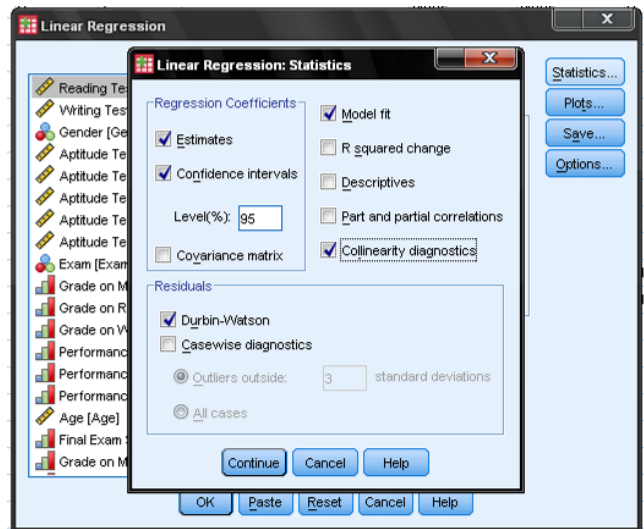 Linear Regression
Linear Regression: Statistics
Regression Coefficients
Estimates
Confidence intervals
Level(%): 95
Covariance matrix
Model fit
R squared change
Descriptives
Part and partial correlations
Collinearity diagnostics
Residuals
Durbin-Watson
Casewise diagnostics
Outliers outside: 3 standard deviations
All cases
Continue Cancel Help
Reading Te
Writing Tes
Gender [Ge
Aptitude Te
Aptitude Te
Aptitude Te
Aptitude Te
Aptitude Te
Exam [Exam
Grade on M
Grade on R
Grade on W
Performanc
Performanc
Performanc
Age [Age]
Final Exam
Grade on M
Statistics...
Plots...
Save...
Options...
OK Paste Reset Cancel Help